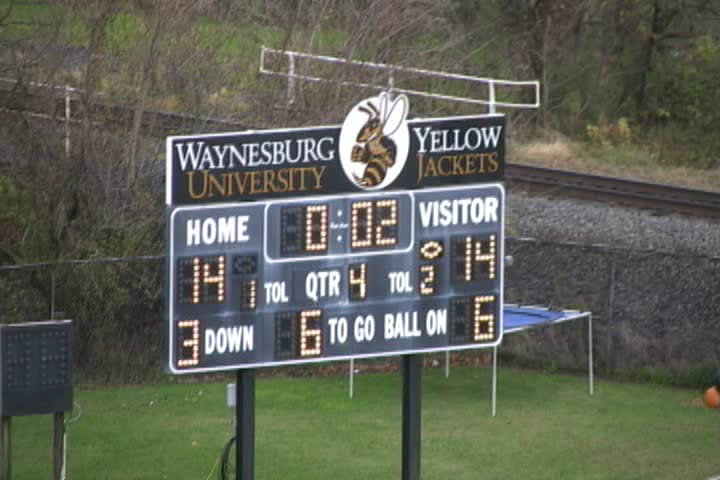 WAYNESBURG YELLOW
UNIVERSITY JACKETS
HOME 0:02 VISITOR
14 1 TOL QTR 4 TOL 2 14
3 DOWN 6 TO GO BALL ON 6